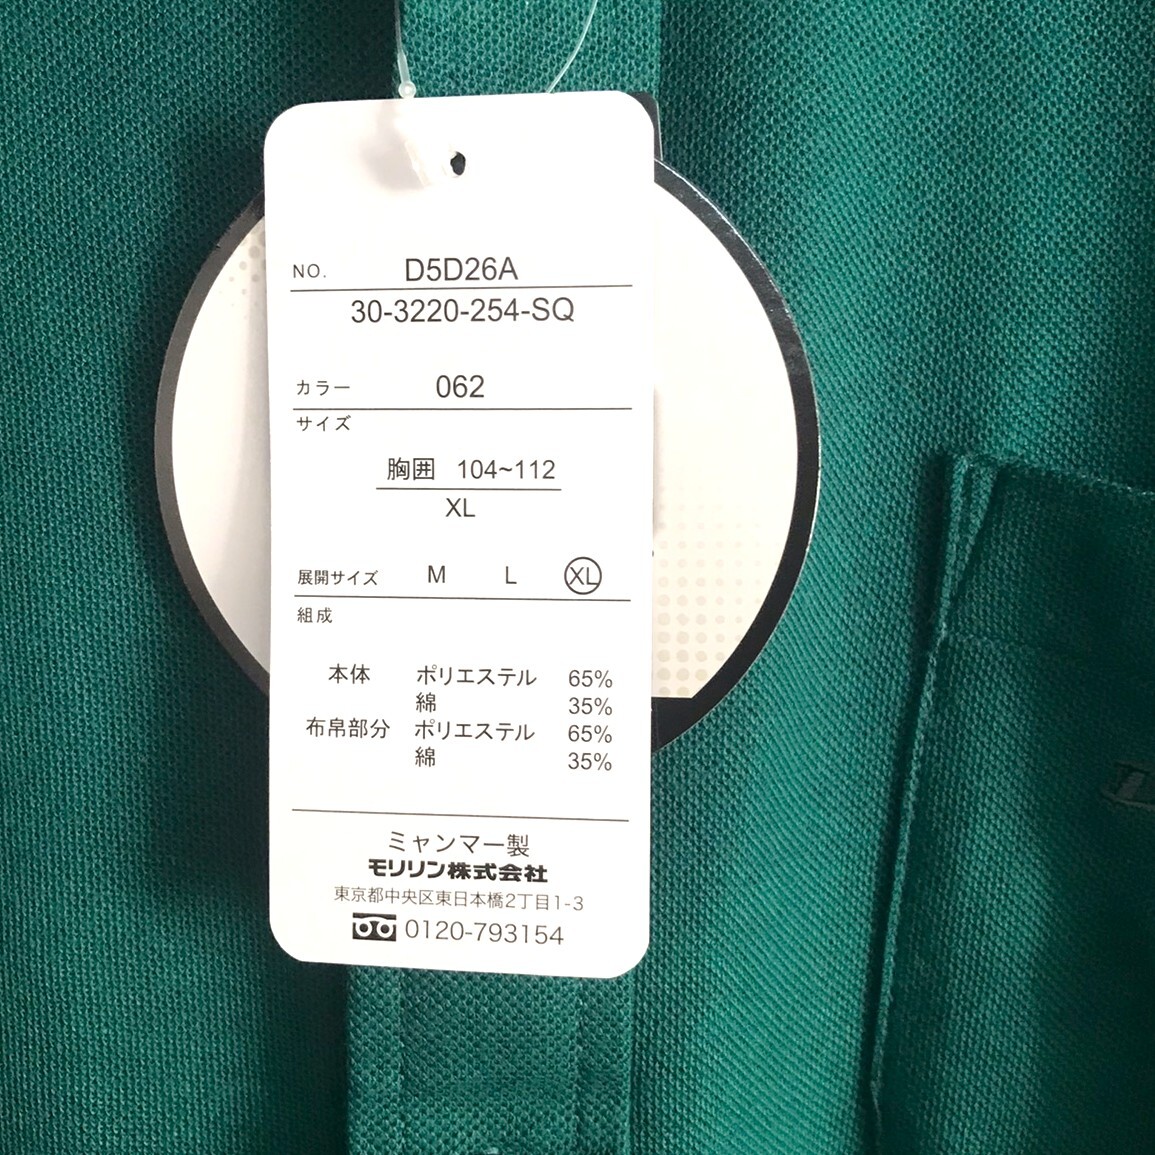 NO. D5D26A
30-3220-254-SQ
カラー 062
サイズ
胸囲 104~112
XL
展開サイズ M L XL
組成
本体 ポリエステル 65%
綿 35%
布帛部分 ポリエステル 65%
綿 35%
ミャンマー製
モリリン株式会社
東京都中央区東日本橋2丁目1-3
0120-793154